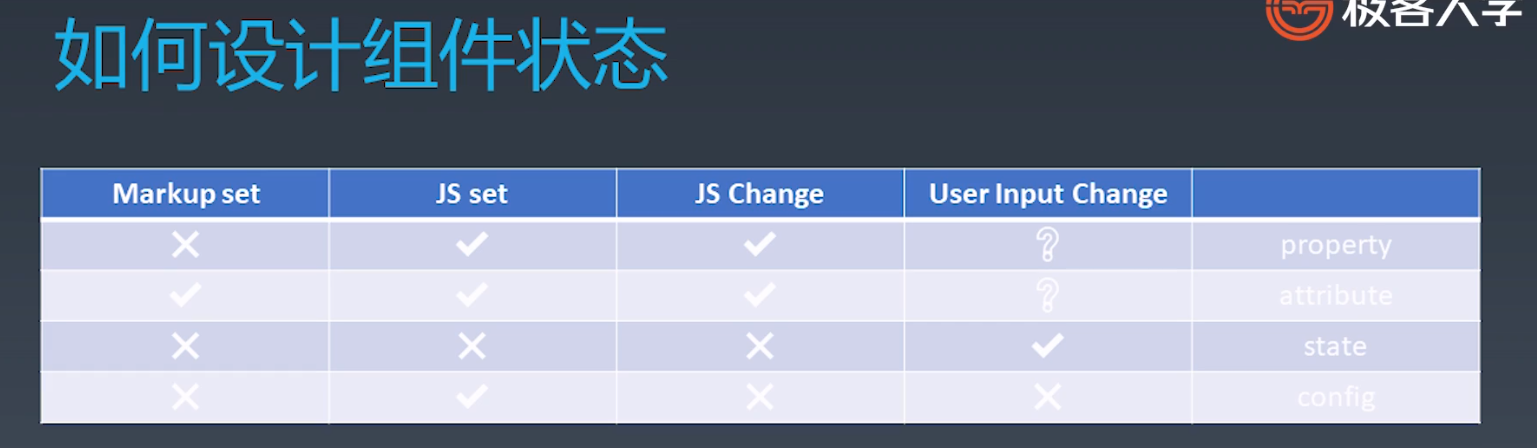 极客大学
如何设计组件状态
Markup set JS set JS Change User Input Change
✕ ✓ ✓ ? property
✓ ✓ ✓ ? attribute
✕ ✕ ✕ ✓ state
✕ ✓ ✕ ✕ config